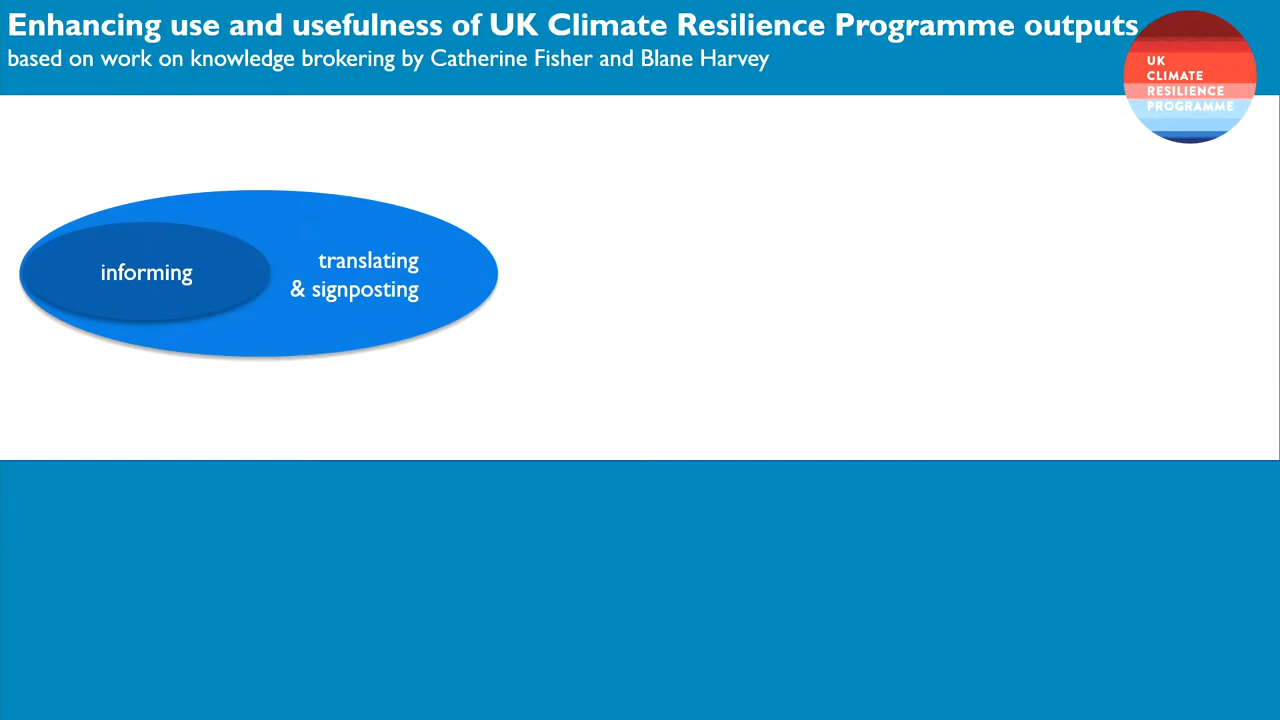 Enhancing use and usefulness of UK Climate Resilience Programme outputs
based on work on knowledge brokering by Catherine Fisher and Blane Harvey
UK
CLIMATE
RESILIENCE
PROGRAMME
informing
translating
& signposting